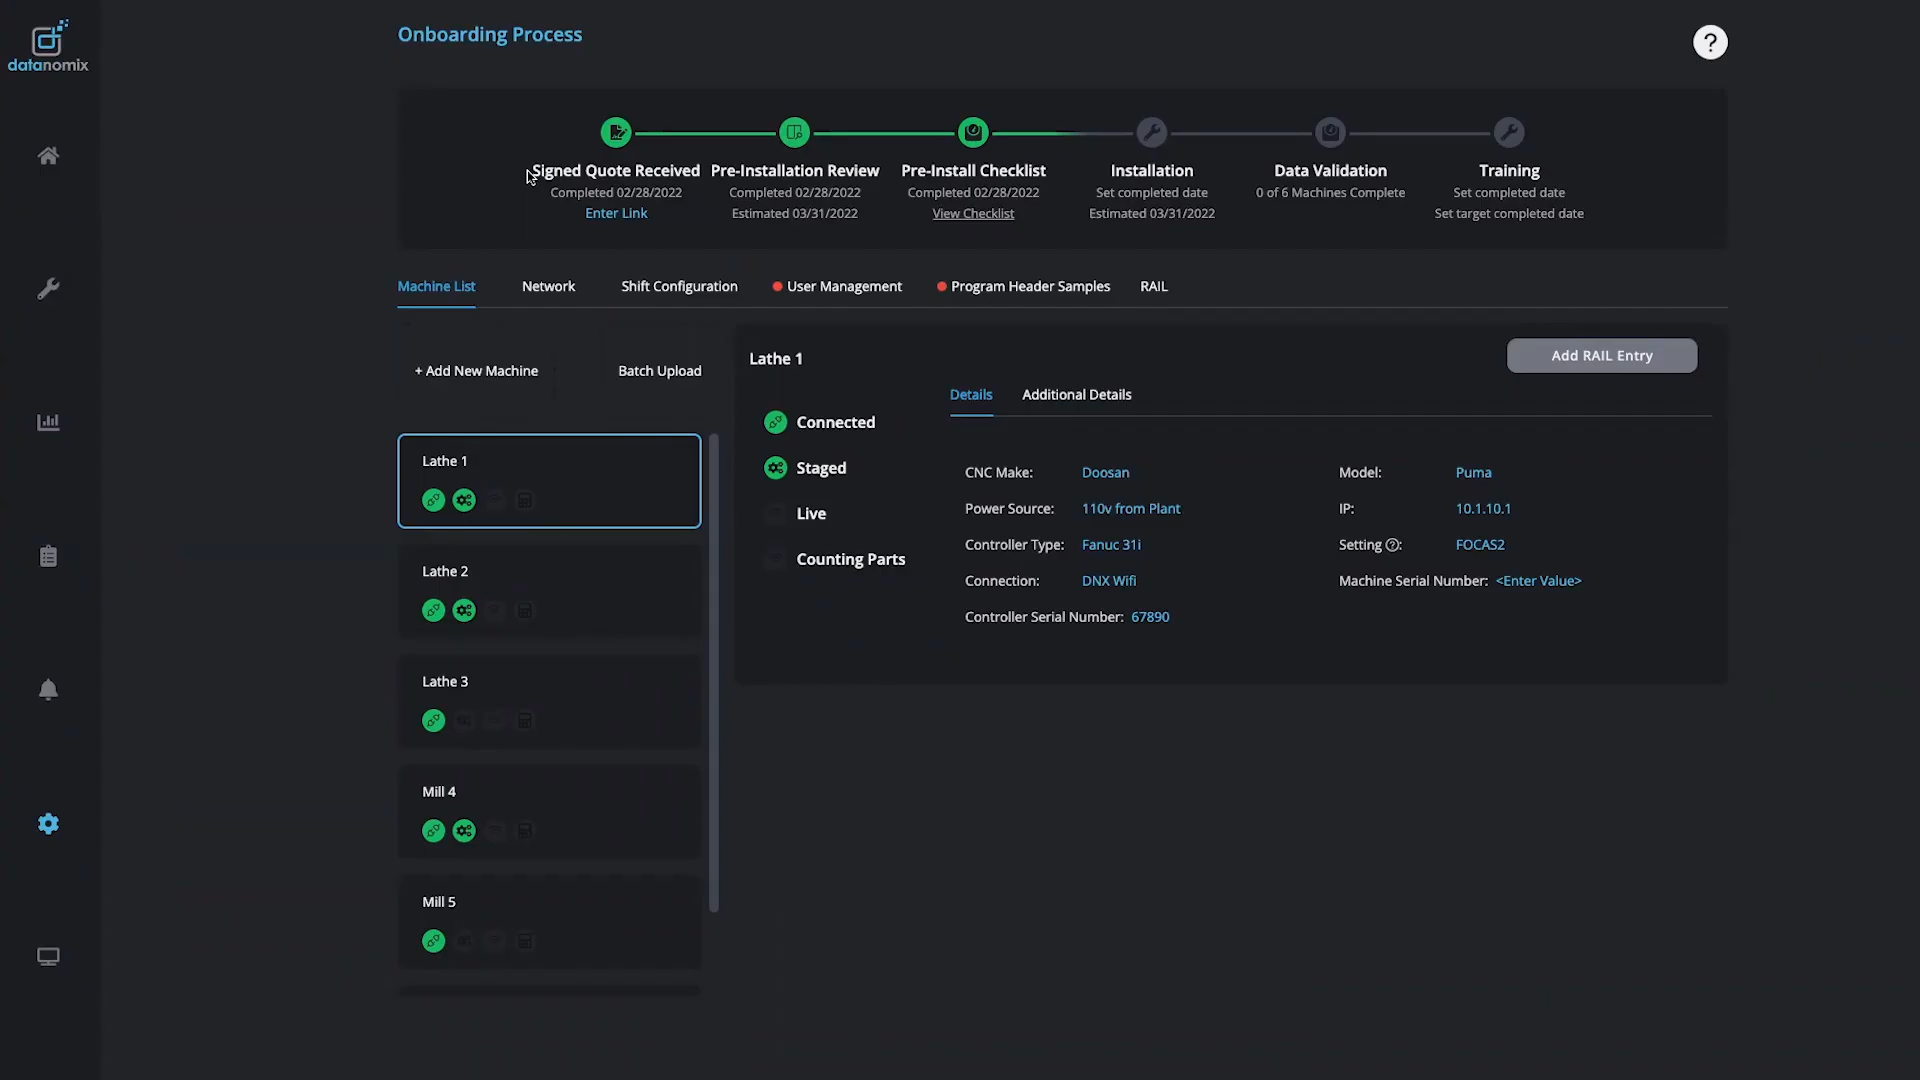 datanomix
Onboarding Process
?
Signed Quote Received
Completed 02/28/2022
Enter Link
Pre-Installation Review
Completed 02/28/2022
Estimated 03/31/2022
Pre-Install Checklist
Completed 02/28/2022
View Checklist
Installation
Set completed date
Estimated 03/31/2022
Data Validation
0 of 6 Machines Complete
Training
Set completed date
Set target completed date
Machine List
Network
Shift Configuration
User Management
Program Header Samples
RAIL
+ Add New Machine
Batch Upload
Lathe 1
Lathe 2
Lathe 3
Mill 4
Mill 5
Lathe 1
Add RAIL Entry
Connected
Staged
Live
Counting Parts
Details
Additional Details
CNC Make: Doosan
Power Source: 110v from Plant
Controller Type: Fanuc 31i
Connection: DNX Wifi
Controller Serial Number: 67890
Model: Puma
IP: 10.1.10.1
Setting ?: FOCAS2
Machine Serial Number: <Enter Value>